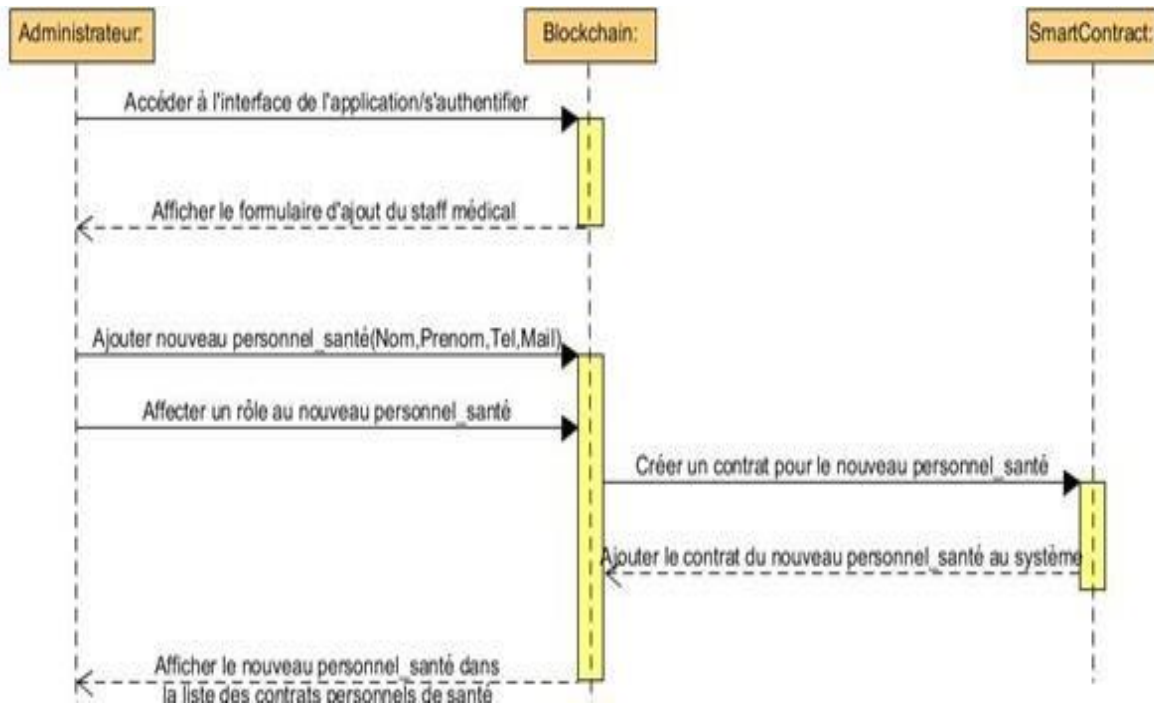 Administrateur:
Blockchain:
SmartContract:
Accéder à l'interface de l'application/s'authentifier
Afficher le formulaire d'ajout du staff médical
Ajouter nouveau personnel_santé(Nom,Prenom,Tel,Mail)
Affecter un rôle au nouveau personnel_santé
Créer un contrat pour le nouveau personnel_santé
Ajouter le contrat du nouveau personnel_santé au système
Afficher le nouveau personnel_santé dans
la liste des contrats personnels de santé